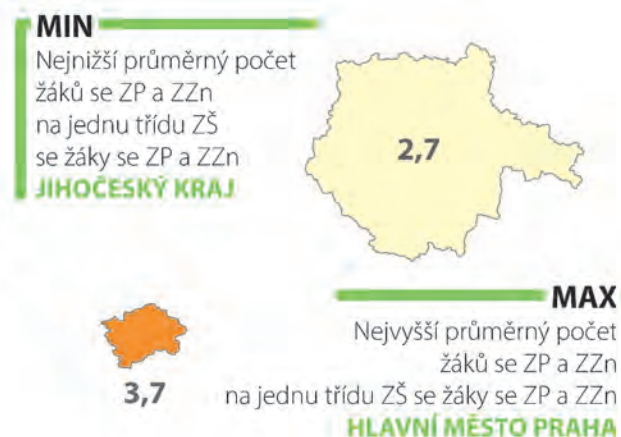 MIN
Nejnižší průměrný počet
žáků se ZP a ZZn
na jednu třídu ZŠ
se žáky se ZP a ZZn
JIHOČESKÝ KRAJ
2,7
MAX
Nejvyšší průměrný počet
žáků se ZP a ZZn
na jednu třídu ZŠ se žáky se ZP a ZZn
HLAVNÍ MĚSTO PRAHA
3,7